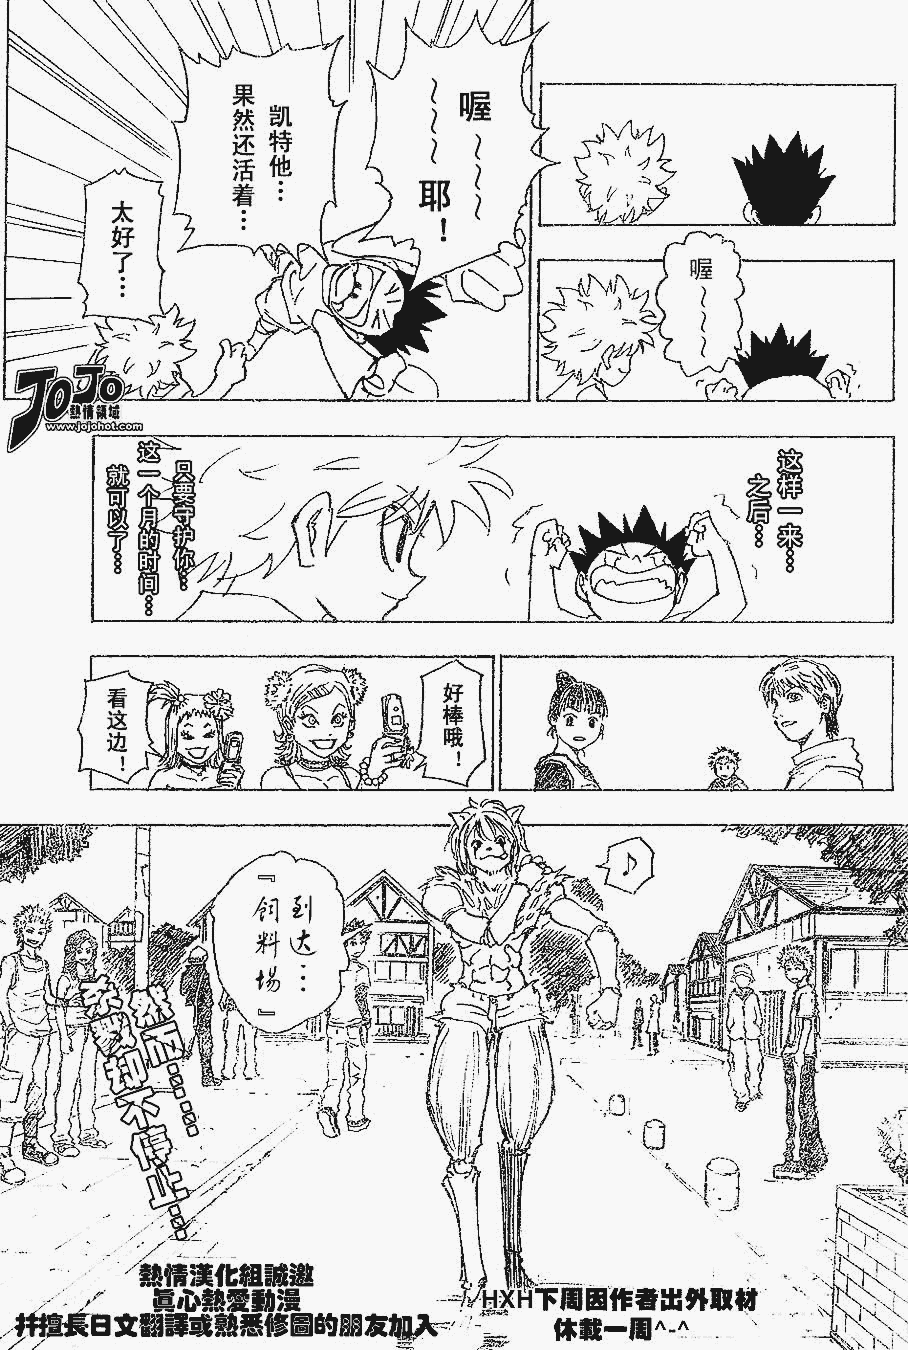 喔～～～
喔～～～
～～～耶！
凯特他…
果然还活着…
太好了…
JOJO
熱情領域
www.jojohot.com
这样一来…
之后…
只要守护你…
这一个月的时间…
就可以了…
好棒哦！
看这边！
♪
到达…
『飼料場』
然而……
杀戮却不停止…
熱情漢化組誠邀
眞心熱愛動漫
并擅長日文翻譯或熟悉修圖的朋友加入
HXH下周因作者出外取材
休載一周^-^